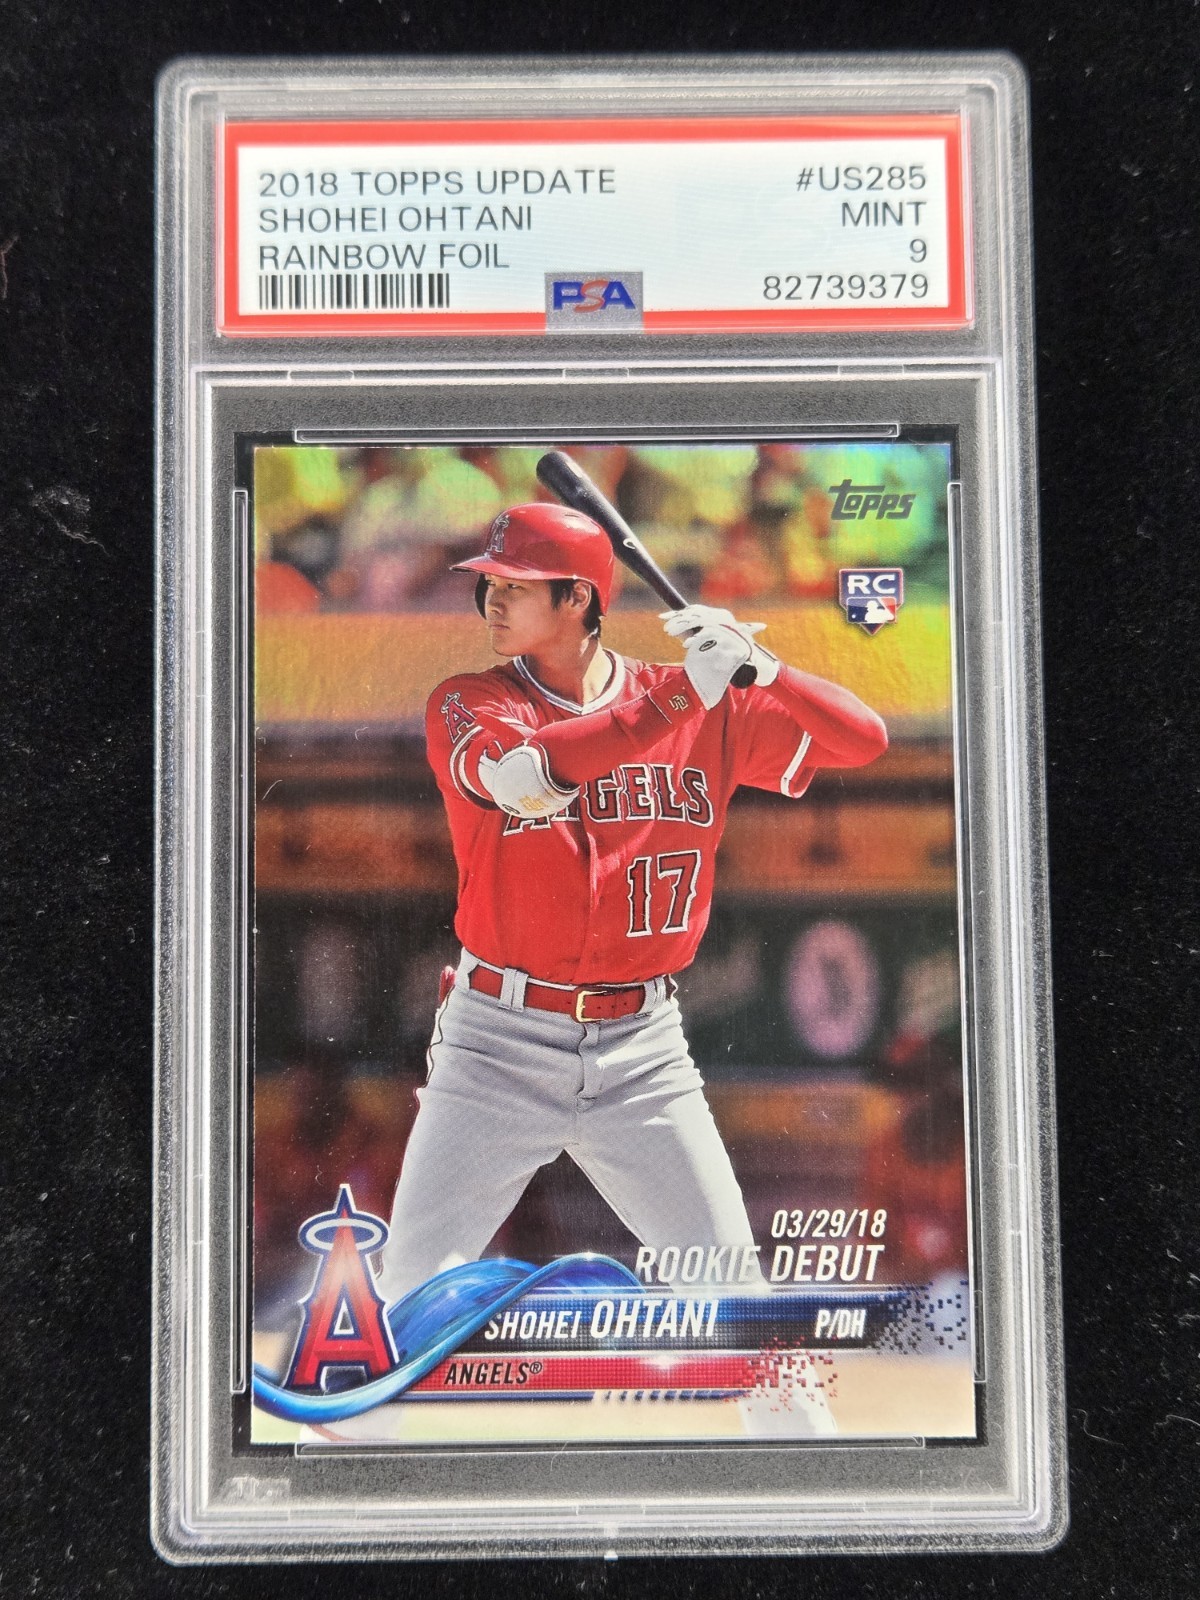 2018 TOPPS UPDATE #US285
SHOHEI OHTANI MINT
RAINBOW FOIL 9
PSA 82739379
Topps
RC
A
A
ANGELS
17
03/29/18
ROOKIE DEBUT
SHOHEI OHTANI P/DH
A
ANGELS®